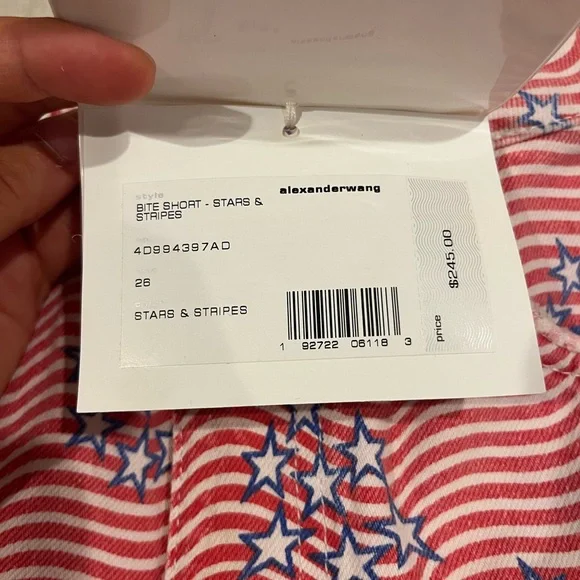 style
alexanderwang
BITE SHORT - STARS &
STRIPES
4D994397AD
26
STARS & STRIPES
1 92722 06118 3
price $245.00